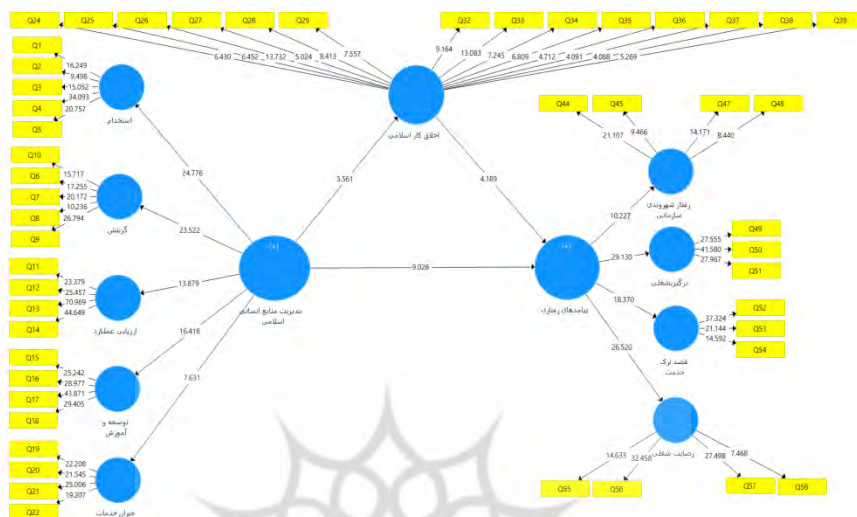 Q24 Q25 Q26 Q27 Q28 Q29 Q32 Q33 Q34 Q35 Q36 Q37 Q38 Q39
6.430 6.452 13.732 5.024 9.413 7.557 9.164 13.083 7.245 6.809 4.712 4.091 4.088 5.269
اخلاق کار اسلامی
Q1
Q2
Q3
Q4
Q5
16.249
9.498
15.052
34.093
20.757
استخدام
Q10
Q6
Q7
Q8
Q9
15.717
17.255
20.172
10.236
26.794
گزینش
Q11
Q12
Q13
Q14
23.379
25.457
70.969
44.649
ارزیابی عملکرد
Q15
Q16
Q17
Q18
25.242
28.977
43.871
29.405
توسعه و
آموزش
Q19
Q20
Q21
Q22
22.208
21.545
25.006
19.207
جبران خدمات
24.776
23.522
13.879
16.418
7.631
مدیریت منابع انسانی
اسلامی
3.561
4.189
9.026
پیامدهای رفتاری
10.227
29.130
18.370
26.520
Q44 Q45 Q47 Q48
21.107 9.466 14.171 8.440
رفتار شهروندی
سازمانی
Q49
Q50
Q51
27.555
41.580
27.967
درگیریشغلی
Q52
Q53
Q54
37.324
21.144
14.592
قصد ترک
خدمت
رضایت شغلی
14.633 32.458 27.498 7.468
Q55 Q56 Q57 Q58